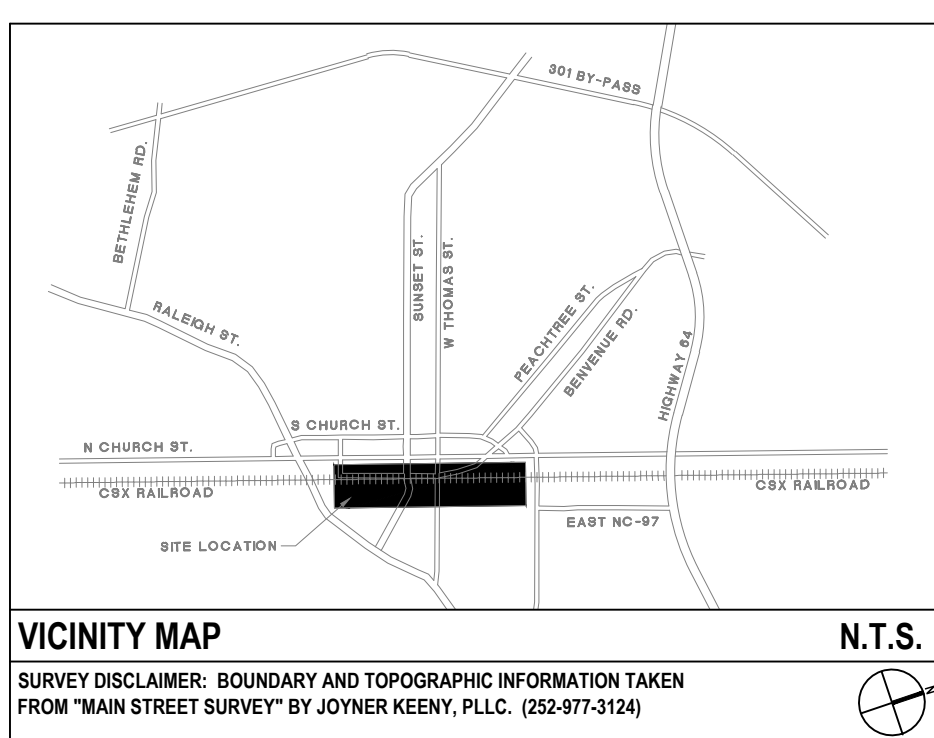 301 BY-PASS
BETHLEHEM RD.
SUNSET ST.
W THOMAS ST.
RALEIGH ST.
PEACHTREE ST.
BENVENUE RD.
HIGHWAY 64
S CHURCH ST.
N CHURCH ST.
CSX RAILROAD
CSX RAILROAD
EAST NC-97
SITE LOCATION
VICINITY MAP
N.T.S.
SURVEY DISCLAIMER: BOUNDARY AND TOPOGRAPHIC INFORMATION TAKEN
FROM "MAIN STREET SURVEY" BY JOYNER KEENY, PLLC. (252-977-3124)
N